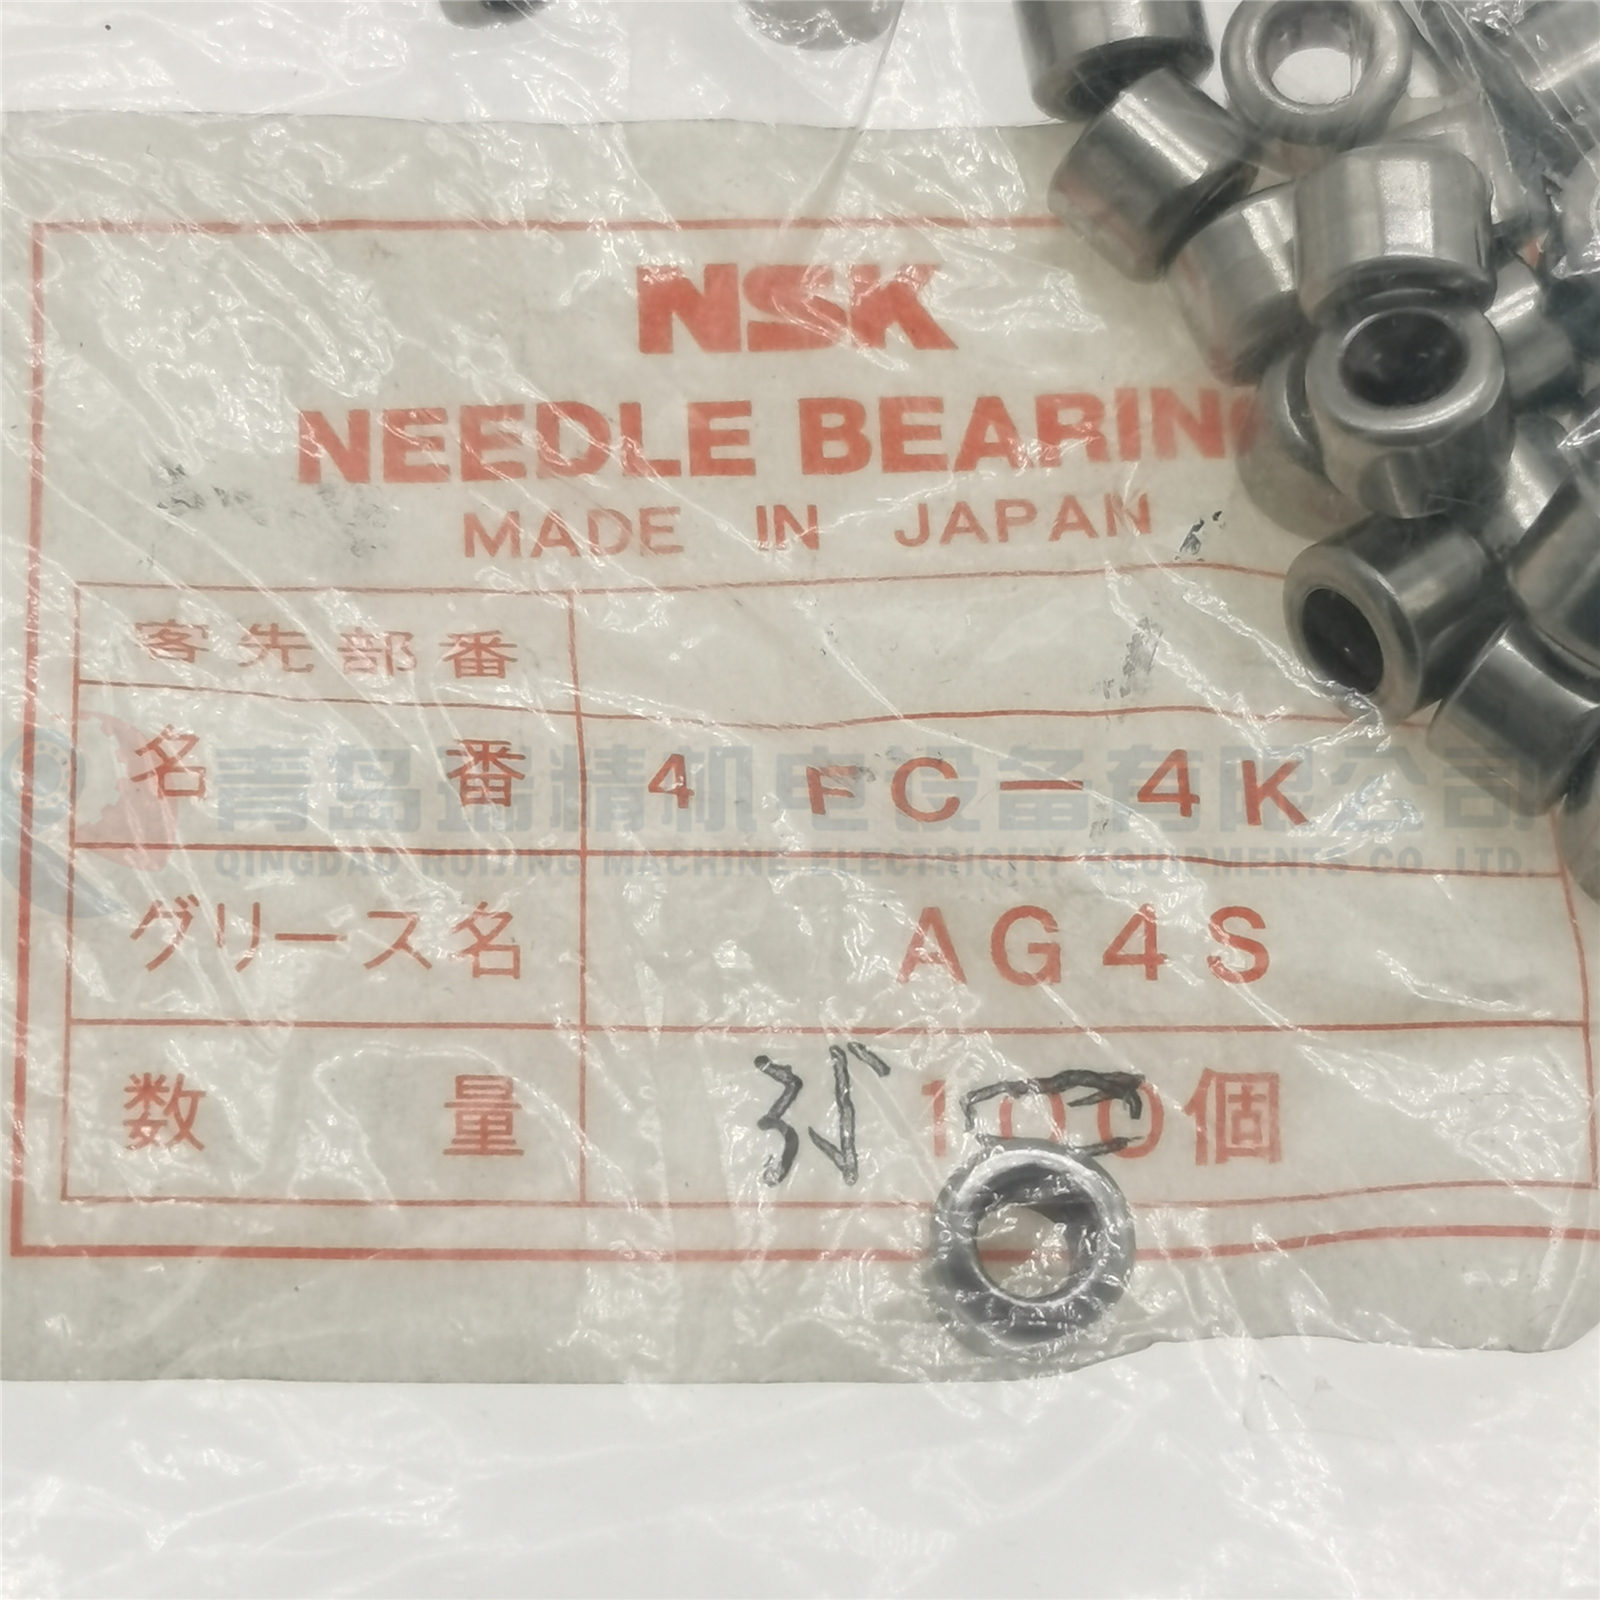 NSK
NEEDLE BEARING
MADE IN JAPAN
客先部番
名番 4 FC-4K
青岛瑞精机电设备有限公司
QINGDAO RUIJING MACHINE ELECTRICITY EQUIPMENTS CO.,LTD.
グリース名 AG4S
数量 35 100個